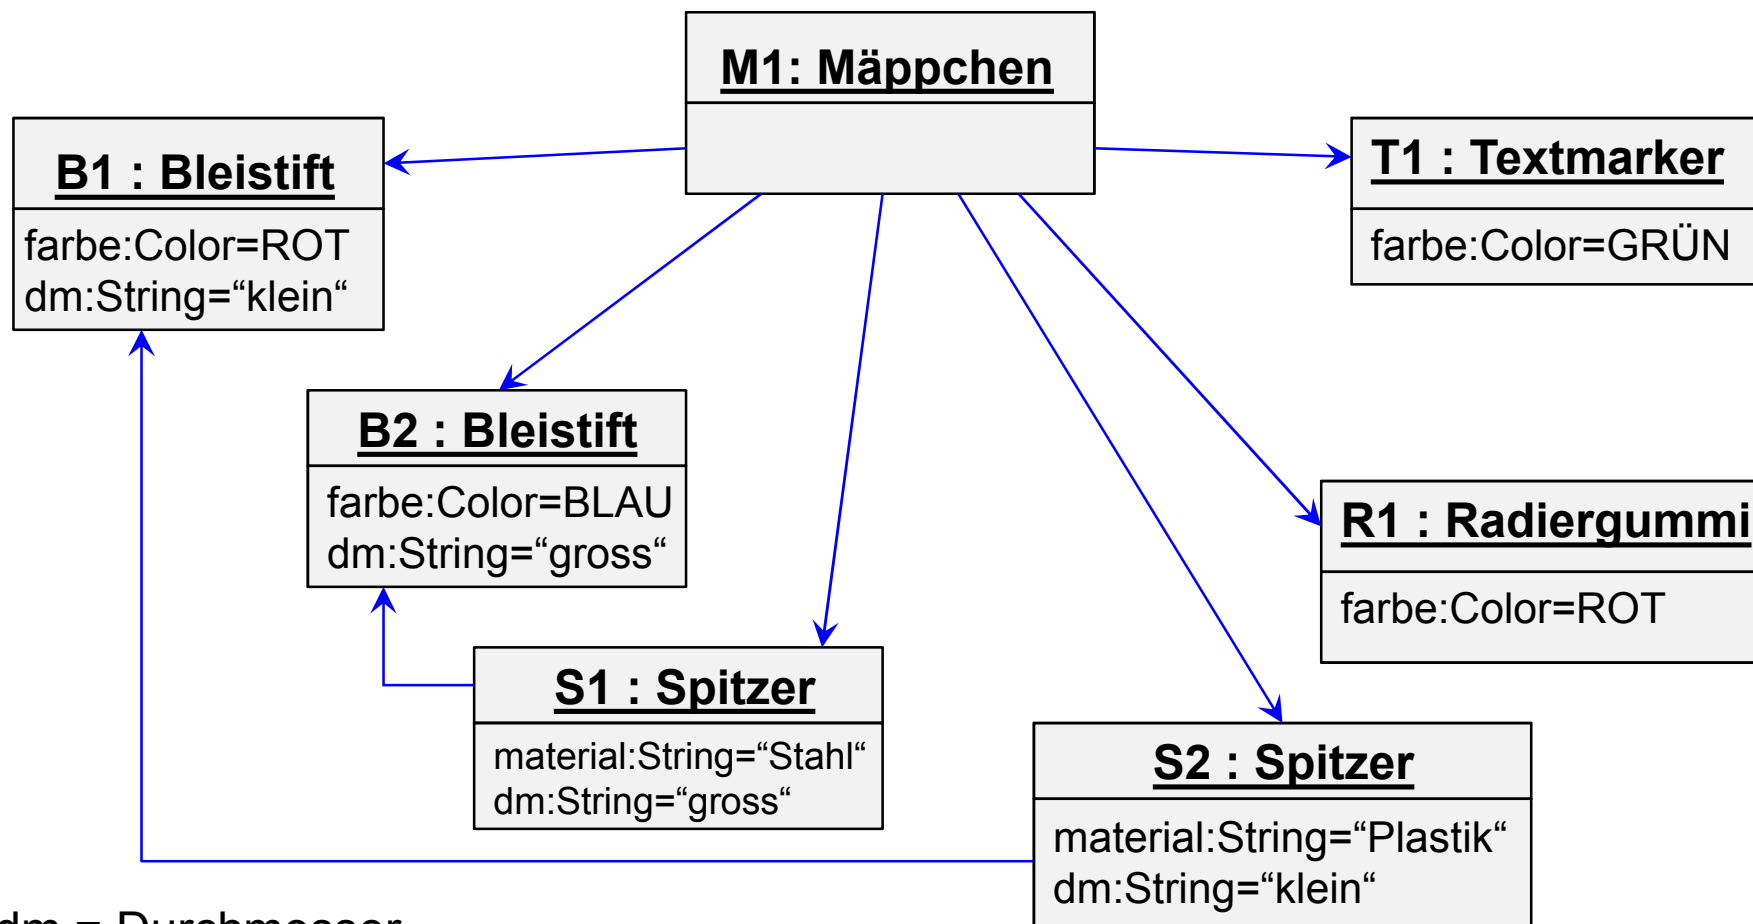 M1: Mäppchen
B1 : Bleistift
farbe:Color=ROT
dm:String=“klein“
T1 : Textmarker
farbe:Color=GRÜN
B2 : Bleistift
farbe:Color=BLAU
dm:String=“gross“
R1 : Radiergummi
farbe:Color=ROT
S1 : Spitzer
material:String=“Stahl“
dm:String=“gross“
S2 : Spitzer
material:String=“Plastik“
dm:String=“klein“
dm = Durchmesser